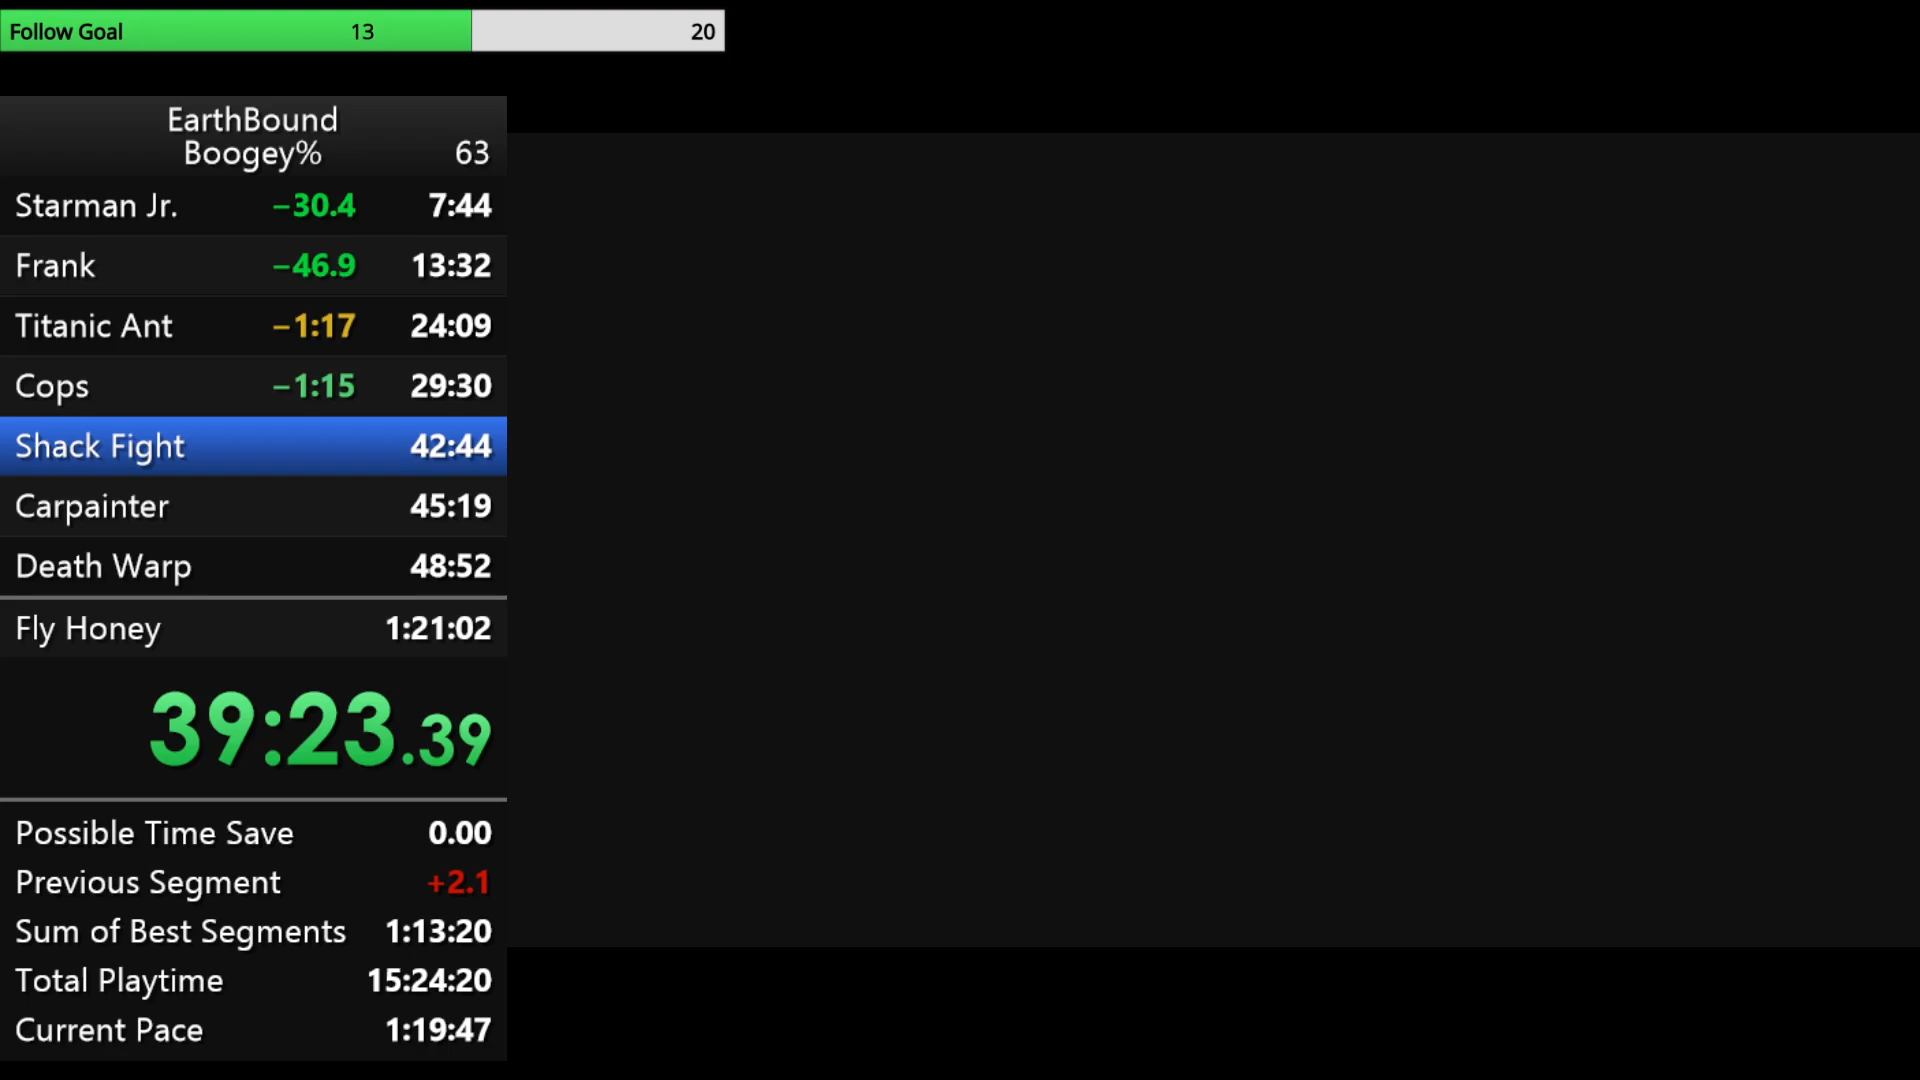 Follow Goal 13 20
EarthBound
Boogey% 63
Starman Jr. −30.4 7:44
Frank −46.9 13:32
Titanic Ant −1:17 24:09
Cops −1:15 29:30
Shack Fight 42:44
Carpainter 45:19
Death Warp 48:52
Fly Honey 1:21:02
39:23.39
Possible Time Save 0.00
Previous Segment +2.1
Sum of Best Segments 1:13:20
Total Playtime 15:24:20
Current Pace 1:19:47